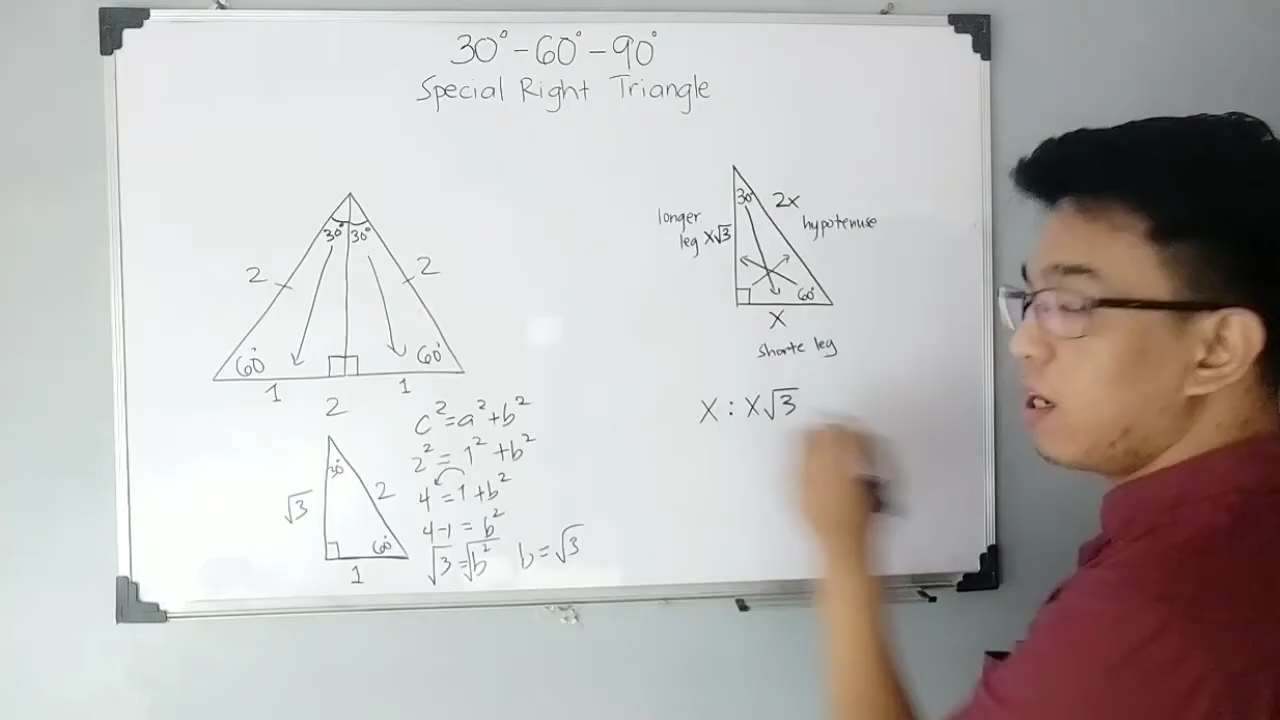 30°-60°-90°
Special Right Triangle
30° 30°
2 2
60° 60°
1 1
2
30°
√3 2
60°
1
c²=a²+b²
2²=1²+b²
4=1+b²
4-1=b²
√3=√b² b=√3
30° 2x
longer
leg x√3
hypotenuse
60°
x
shorte leg
x : x√3